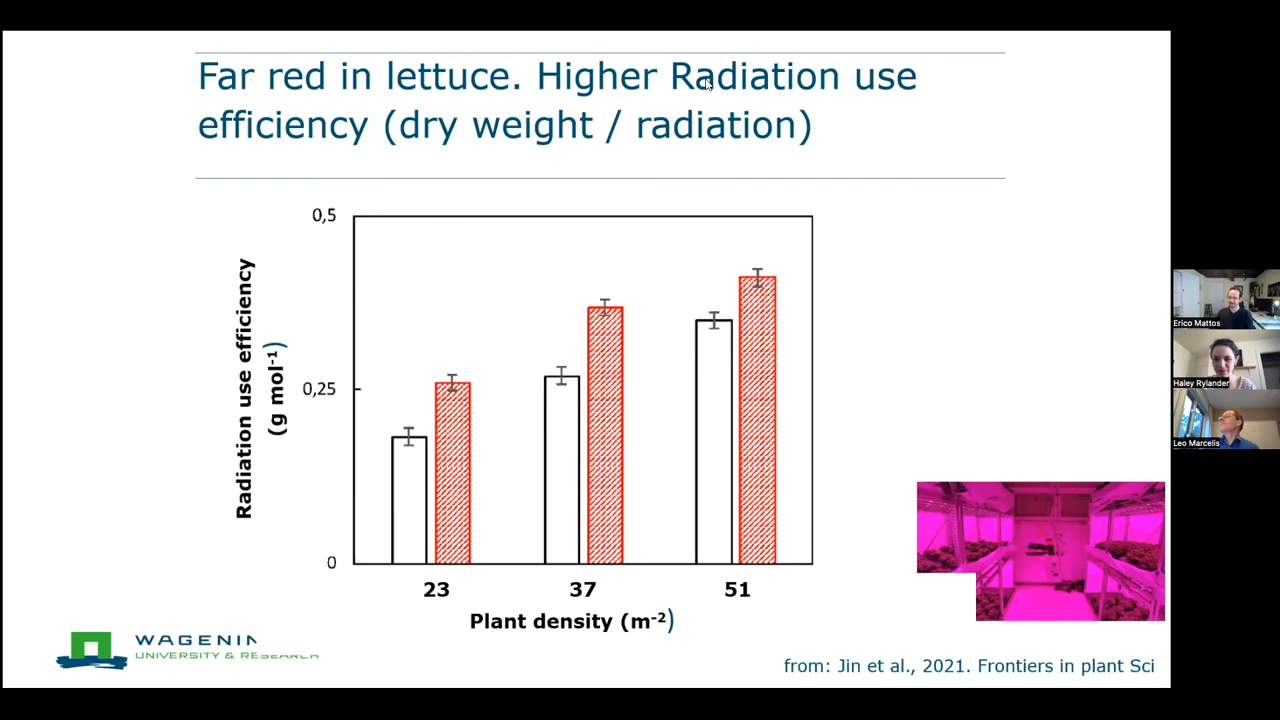 Far red in lettuce. Higher Radiation use
efficiency (dry weight / radiation)
0,5
0,25
0
Radiation use efficiency
(g mol⁻¹)
23
37
51
Plant density (m⁻²)
WAGENIN
UNIVERSITY & RESEARCH
from: Jin et al., 2021. Frontiers in plant Sci
Erico Mattos
Haley Rylander
Leo Marcelis